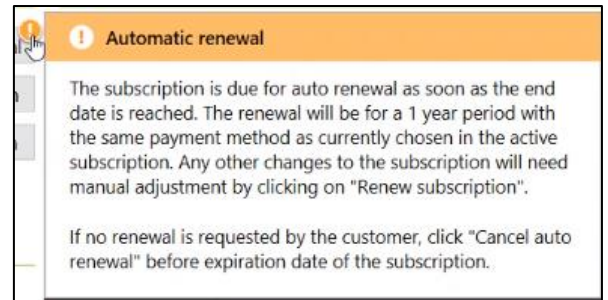 Automatic renewal
The subscription is due for auto renewal as soon as the end
date is reached. The renewal will be for a 1 year period with
the same payment method as currently chosen in the active
subscription. Any other changes to the subscription will need
manual adjustment by clicking on "Renew subscription".
If no renewal is requested by the customer, click "Cancel auto
renewal" before expiration date of the subscription.